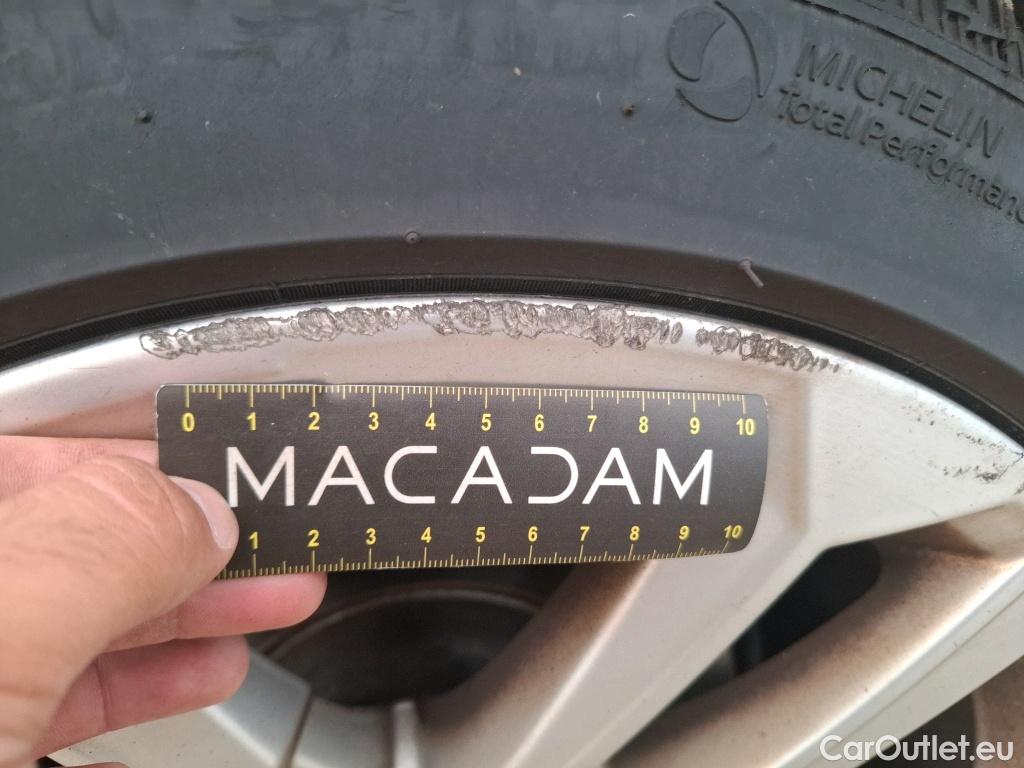 MICHELIN
Total Performanc
0 1 2 3 4 5 6 7 8 9 10
MACADAM
1 2 3 4 5 6 7 8 9 10
CarOutlet.eu